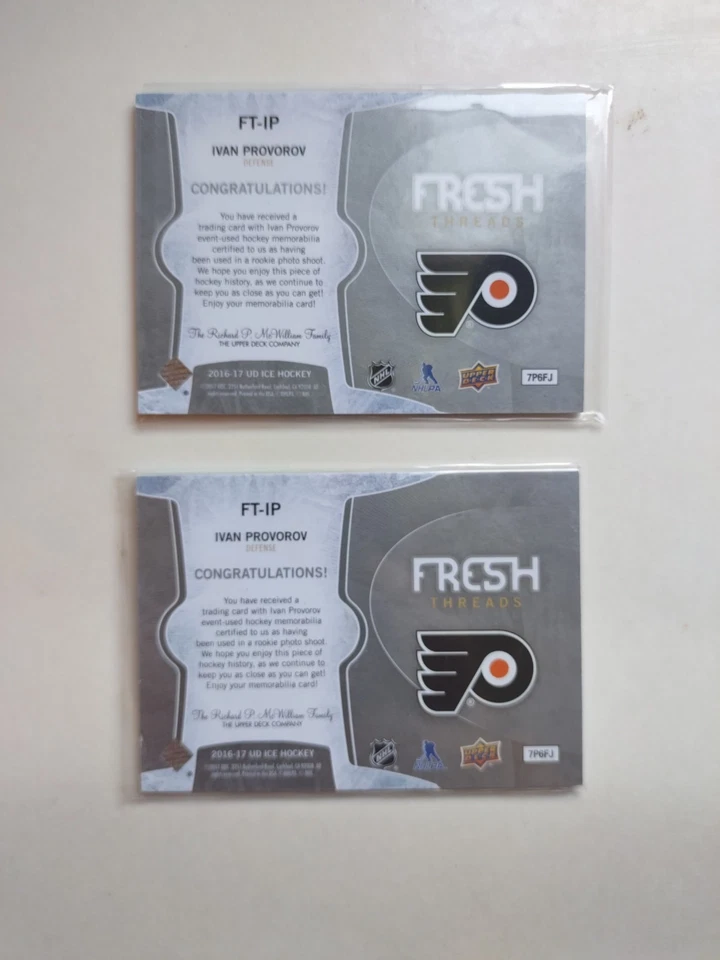 FT-IP
IVAN PROVOROV
DEFENSE
CONGRATULATIONS!
You have received a
trading card with Ivan Provorov
event-used hockey memorabilia
certified to us as having
been used in a rookie photo shoot.
We hope you enjoy this piece of
hockey history, as we continue to
keep you as close as you can get!
Enjoy your memorabilia card!
The Richard P. McWilliam Family
THE UPPER DECK COMPANY
2016-17 UD ICE HOCKEY
FRESH
THREADS
NHL
NHLPA
UPPER
DECK
7P6FJ
FT-IP
IVAN PROVOROV
DEFENSE
CONGRATULATIONS!
You have received a
trading card with Ivan Provorov
event-used hockey memorabilia
certified to us as having
been used in a rookie photo shoot.
We hope you enjoy this piece of
hockey history, as we continue to
keep you as close as you can get!
Enjoy your memorabilia card!
The Richard P. McWilliam Family
THE UPPER DECK COMPANY
2016-17 UD ICE HOCKEY
FRESH
THREADS
NHL
UPPER
DECK
7P6FJ